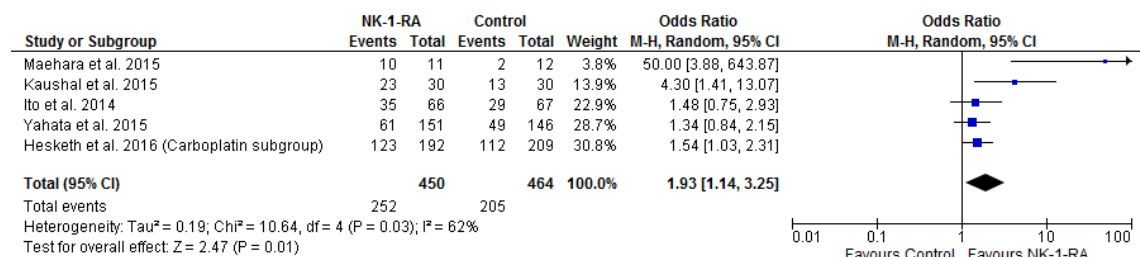 NK-1-RA Control Odds Ratio Odds Ratio
Study or Subgroup Events Total Events Total Weight M-H, Random, 95% CI M-H, Random, 95% CI
Maehara et al. 2015 10 11 2 12 3.8% 50.00 [3.88, 643.87]
Kaushal et al. 2015 23 30 13 30 13.9% 4.30 [1.41, 13.07]
Ito et al. 2014 35 66 29 67 22.9% 1.48 [0.75, 2.93]
Yahata et al. 2015 61 151 49 146 28.7% 1.34 [0.84, 2.15]
Hesketh et al. 2016 (Carboplatin subgroup) 123 192 112 209 30.8% 1.54 [1.03, 2.31]
Total (95% CI) 450 464 100.0% 1.93 [1.14, 3.25]
Total events 252 205
Heterogeneity: Tau² = 0.19; Chi² = 10.64, df = 4 (P = 0.03); I² = 62%
Test for overall effect: Z = 2.47 (P = 0.01)
0.01 0.1 1 10 100
Favours Control Favours NK-1-RA